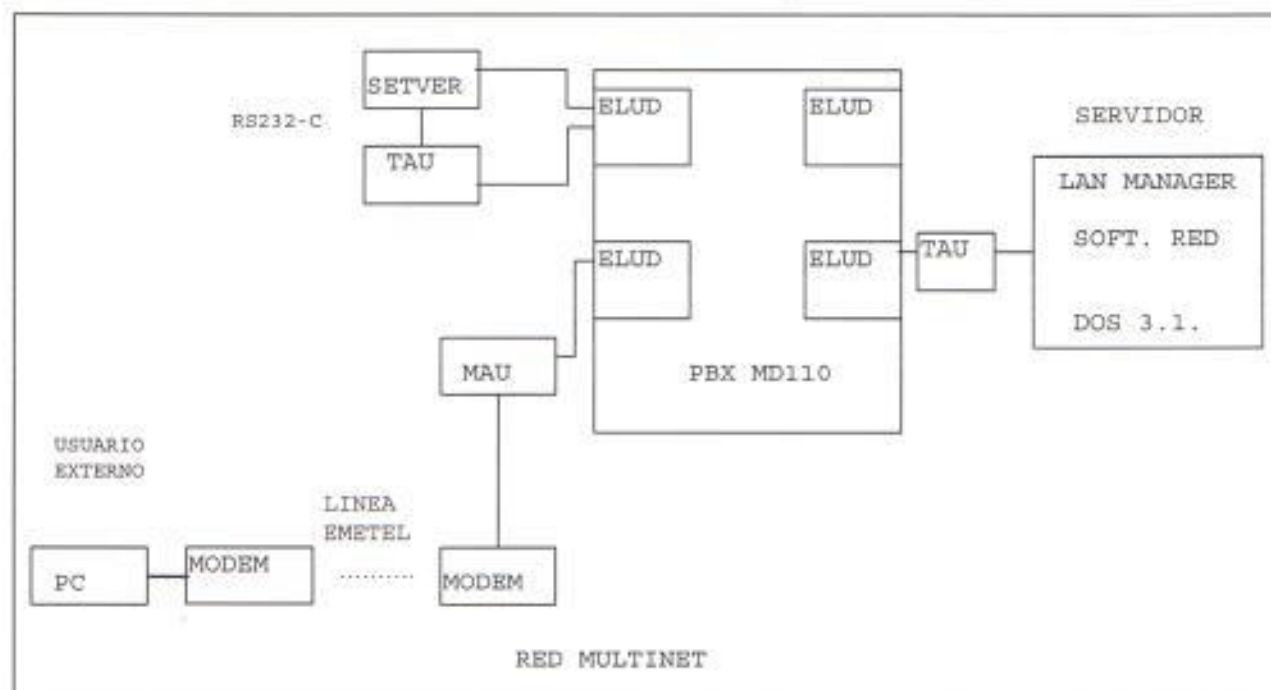 SETVER
RS232-C
TAU
ELUD
ELUD
SERVIDOR
LAN MANAGER
SOFT. RED
DOS 3.1.
ELUD
ELUD
TAU
MAU
PBX MD110
USUARIO
EXTERNO
LINEA
EMETEL
PC
MODEM
MODEM
RED MULTINET